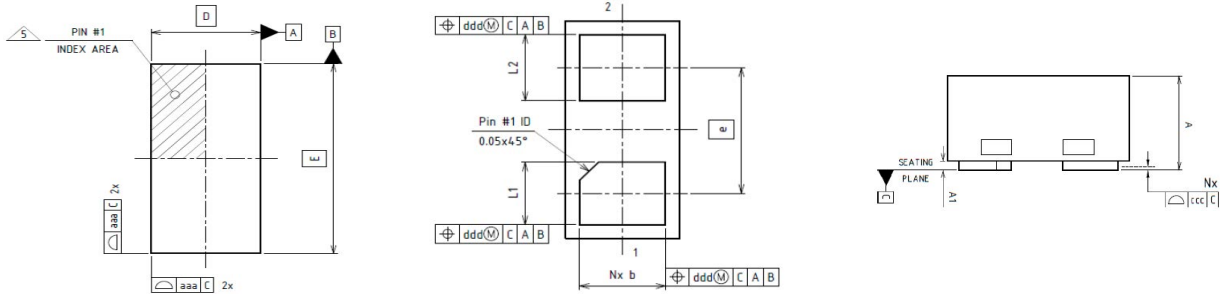 5
PIN #1
INDEX AREA
D
A
B
E
aaa C 2x
aaa C 2x
2
ddd Ⓜ C A B
L2
Pin #1 ID
0.05x45°
e
L1
ddd Ⓜ C A B
1
Nx b
ddd Ⓜ C A B
A
SEATING
PLANE
C
A1
Nx
ccc C